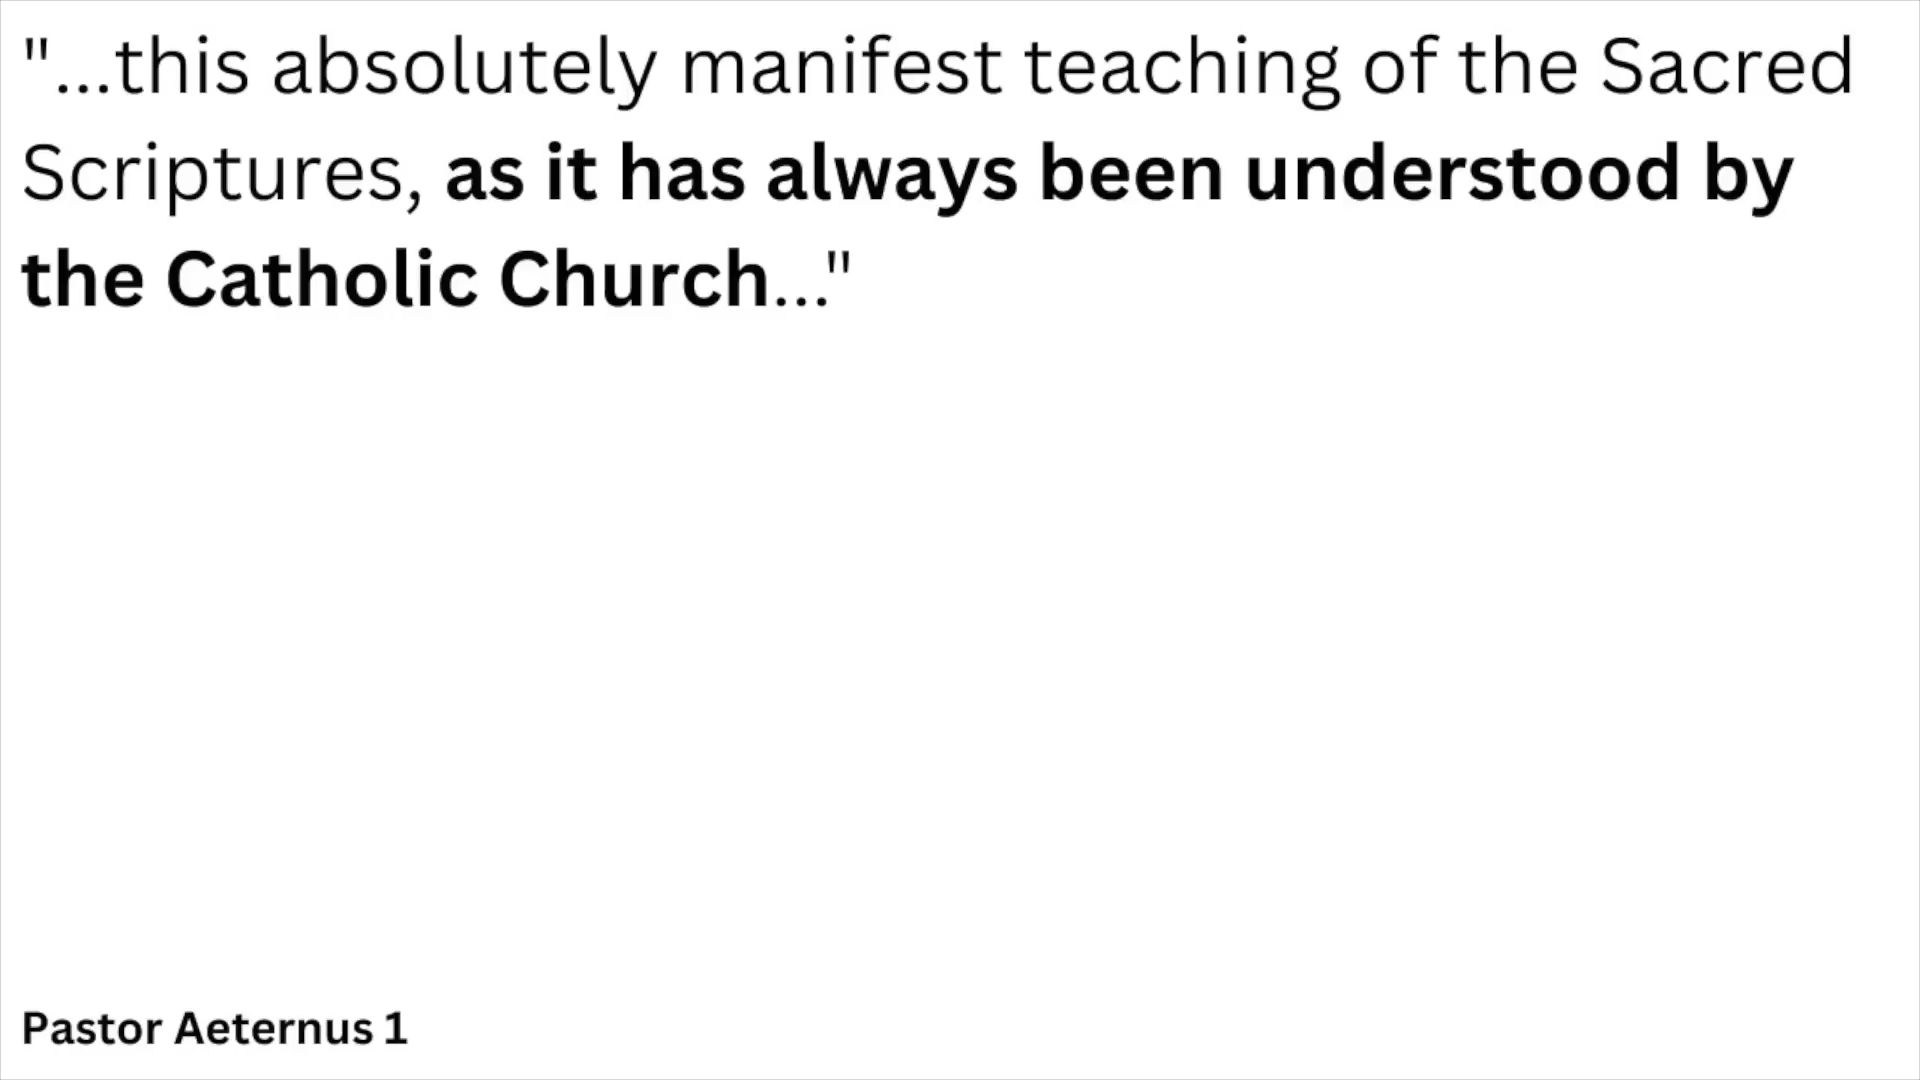 "...this absolutely manifest teaching of the Sacred
Scriptures, as it has always been understood by
the Catholic Church..."
Pastor Aeternus 1